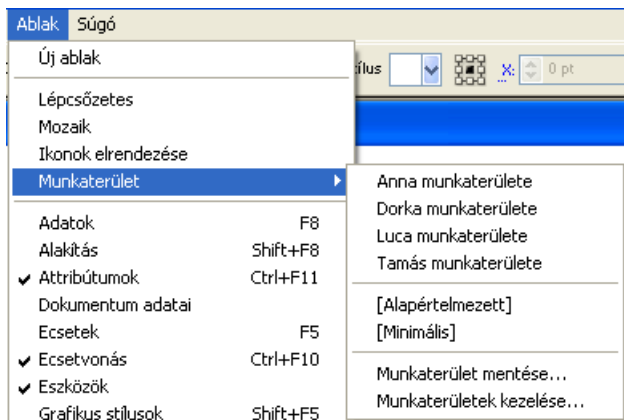 Ablak Súgó
Új ablak
ílus X: 0 pt
Lépcsőzetes
Mozaik
Ikonok elrendezése
Munkaterület
Adatok F8
Alakítás Shift+F8
Attribútumok Ctrl+F11
Dokumentum adatai
Ecsetek F5
Ecsetvonás Ctrl+F10
Eszközök
Grafikus stílusok Shift+F5
Anna munkaterülete
Dorka munkaterülete
Luca munkaterülete
Tamás munkaterülete
[Alapértelmezett]
[Minimális]
Munkaterület mentése...
Munkaterületek kezelése...